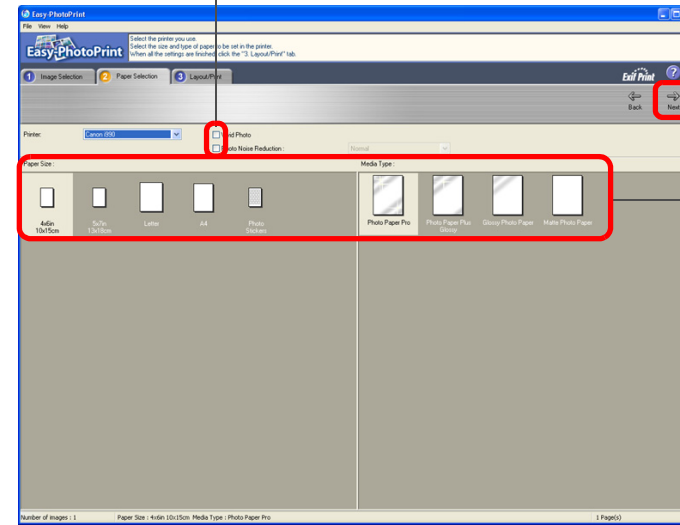 Easy-PhotoPrint
File View Help
Easy-PhotoPrint
Select the printer you use.
Select the size and type of paper to be set in the printer.
When all the settings are finished, click the "3. Layout/Print" tab.
1 Image Selection 2 Paper Selection 3 Layout/Print
Exif Print ?
Back Next
Printer: Canon i990 Vivid Photo
Photo Noise Reduction : Normal
Paper Size : Media Type :
4x6in
10x15cm
5x7in
13x18cm
Letter
A4
Photo
Stickers
Photo Paper Pro
Photo Paper Plus
Glossy
Glossy Photo Paper
Matte Photo Paper
Number of images : 1 Paper Size : 4x6in 10x15cm Media Type : Photo Paper Pro 1 Page(s)